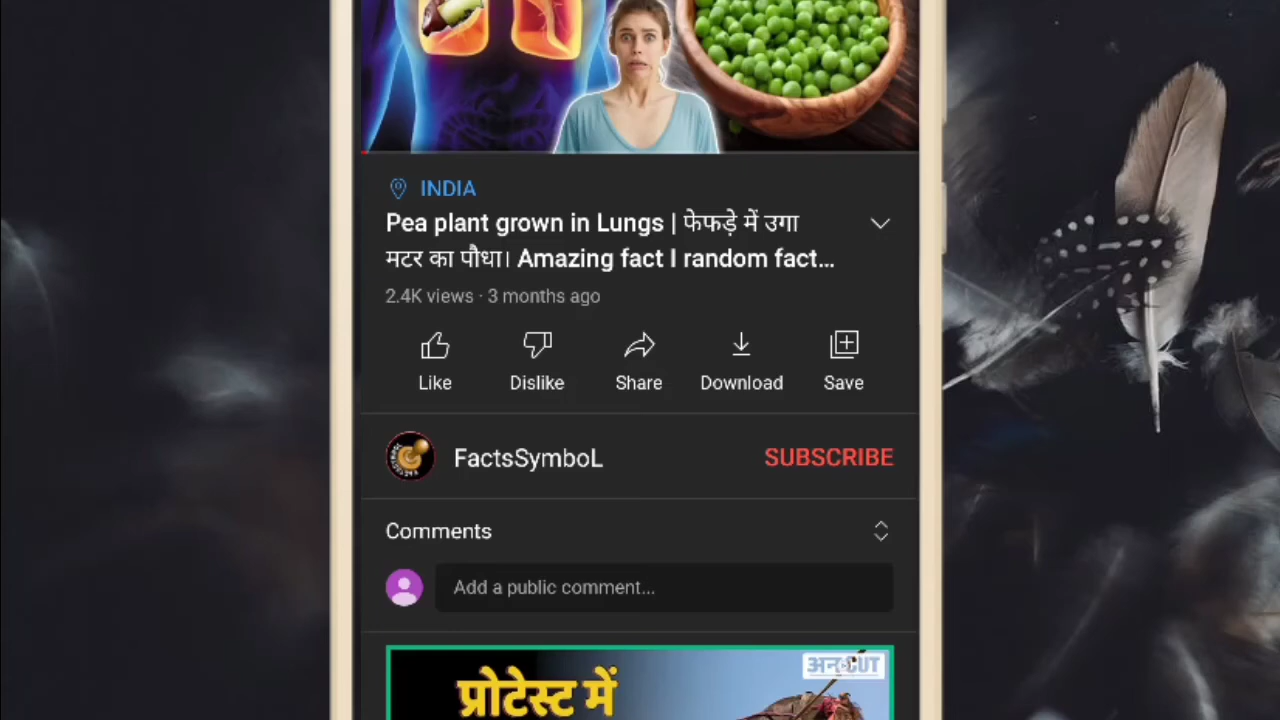 INDIA
Pea plant grown in Lungs | फेफड़े में उगा
मटर का पौधा। Amazing fact I random fact...
2.4K views · 3 months ago
Like Dislike Share Download Save
FactsSymboL SUBSCRIBE
Comments
Add a public comment...
अनCUT
प्रोटेस्ट में